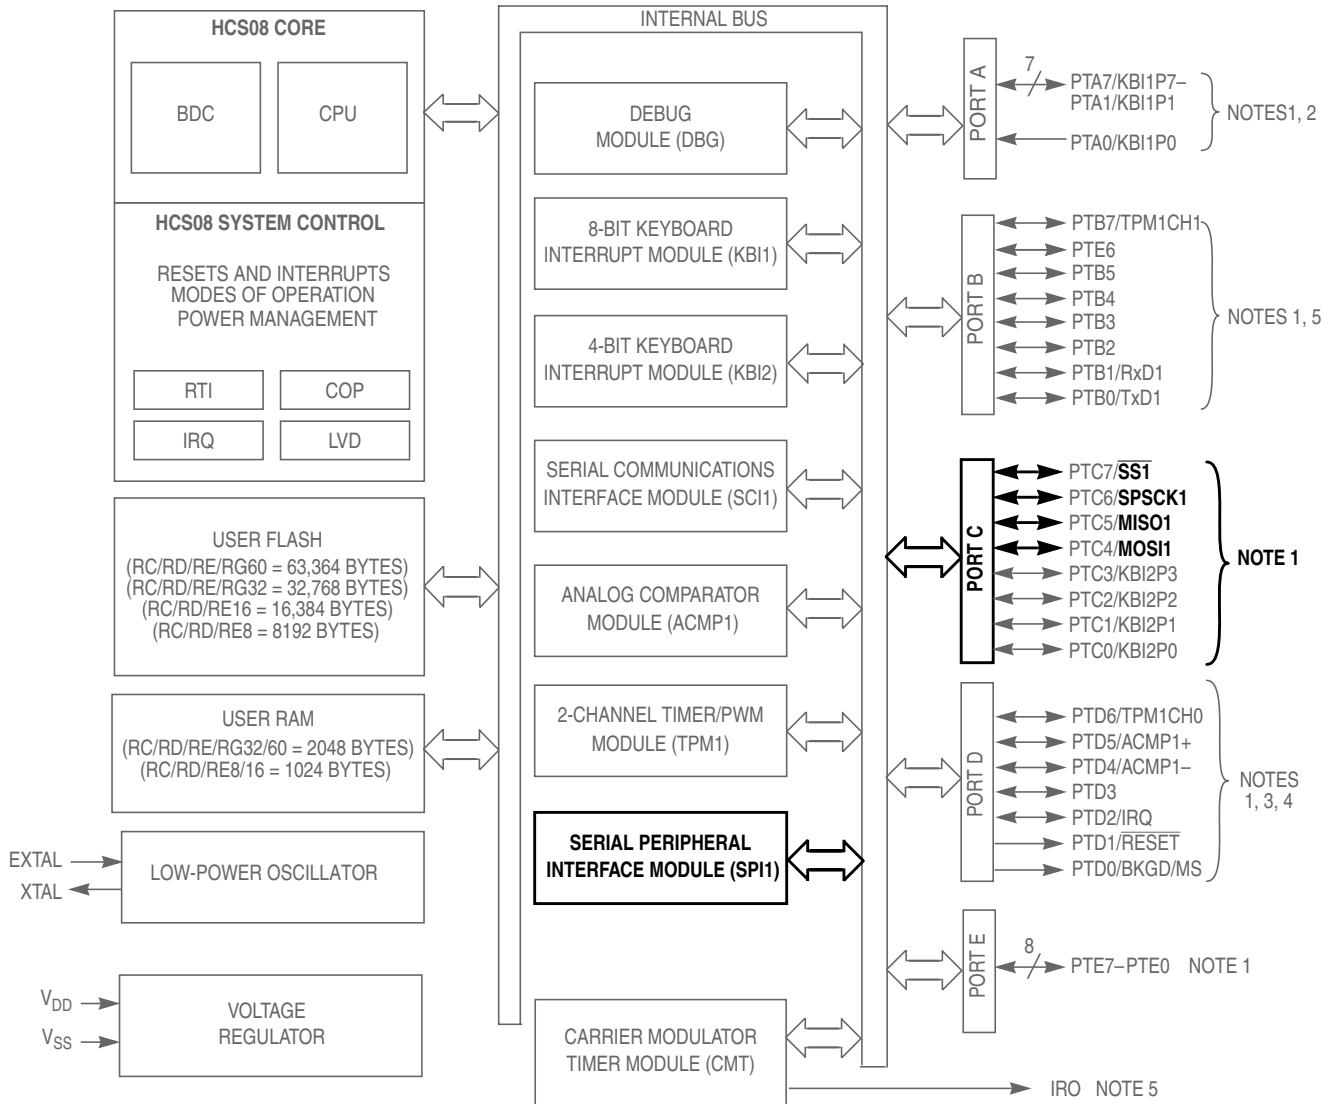 HCS08 CORE
BDC
CPU
HCS08 SYSTEM CONTROL
RESETS AND INTERRUPTS
MODES OF OPERATION
POWER MANAGEMENT
RTI
COP
IRQ
LVD
USER FLASH
(RC/RD/RE/RG60 = 63,364 BYTES)
(RC/RD/RE/RG32 = 32,768 BYTES)
(RC/RD/RE16 = 16,384 BYTES)
(RC/RD/RE8 = 8192 BYTES)
USER RAM
(RC/RD/RE/RG32/60 = 2048 BYTES)
(RC/RD/RE8/16 = 1024 BYTES)
EXTAL
XTAL
LOW-POWER OSCILLATOR
VDD
VSS
VOLTAGE
REGULATOR
INTERNAL BUS
DEBUG
MODULE (DBG)
8-BIT KEYBOARD
INTERRUPT MODULE (KBI1)
4-BIT KEYBOARD
INTERRUPT MODULE (KBI2)
SERIAL COMMUNICATIONS
INTERFACE MODULE (SCI1)
ANALOG COMPARATOR
MODULE (ACMP1)
2-CHANNEL TIMER/PWM
MODULE (TPM1)
SERIAL PERIPHERAL
INTERFACE MODULE (SPI1)
CARRIER MODULATOR
TIMER MODULE (CMT)
PORT A
7
PTA7/KBI1P7–
PTA1/KBI1P1
PTA0/KBI1P0
NOTES1, 2
PORT B
PTB7/TPM1CH1
PTE6
PTB5
PTB4
PTB3
PTB2
PTB1/RxD1
PTB0/TxD1
NOTES 1, 5
PORT C
PTC7/SS1
PTC6/SPSCK1
PTC5/MISO1
PTC4/MOSI1
PTC3/KBI2P3
PTC2/KBI2P2
PTC1/KBI2P1
PTC0/KBI2P0
NOTE 1
PORT D
PTD6/TPM1CH0
PTD5/ACMP1+
PTD4/ACMP1–
PTD3
PTD2/IRQ
PTD1/RESET
PTD0/BKGD/MS
NOTES
1, 3, 4
PORT E
8
PTE7–PTE0 NOTE 1
IRO NOTE 5